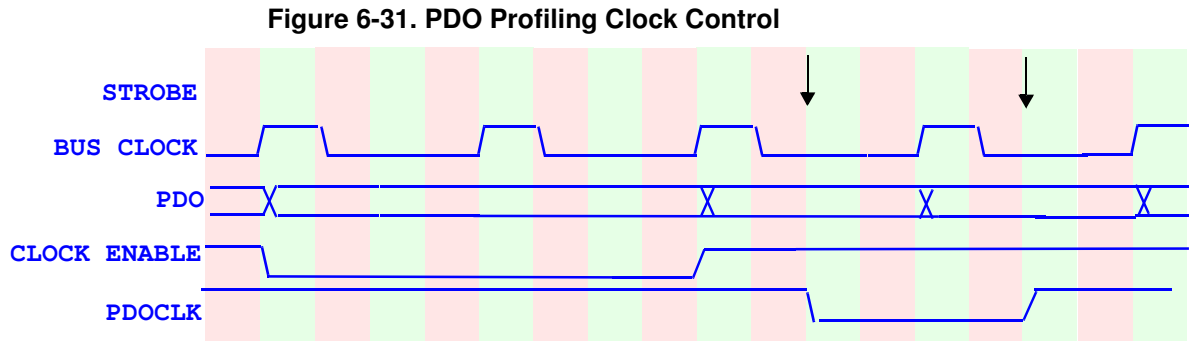 Figure 6-31. PDO Profiling Clock Control
STROBE
BUS CLOCK
PDO
CLOCK ENABLE
PDOCLK